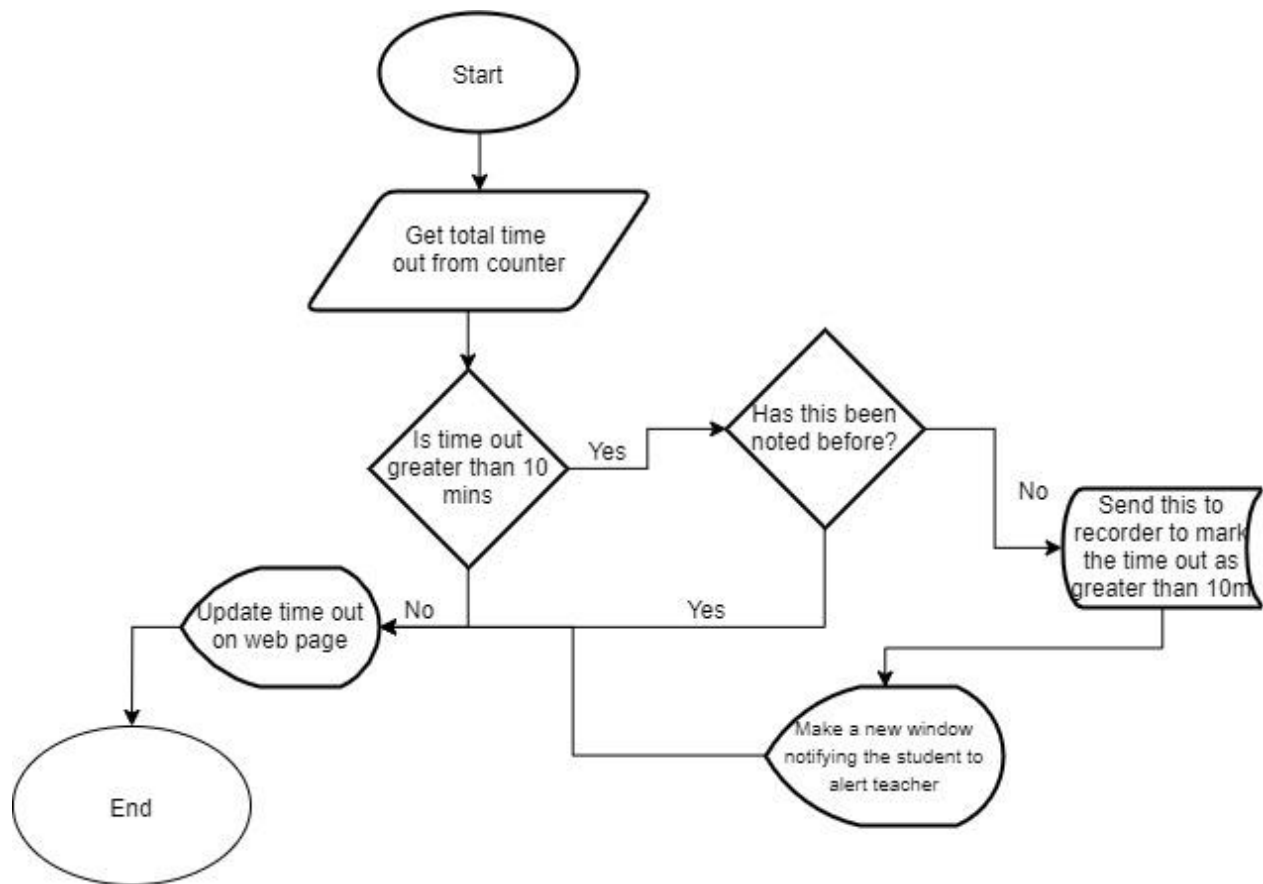 Start
Get total time
out from counter
Is time out
greater than 10
mins
Yes
Has this been
noted before?
No
Send this to
recorder to mark
the time out as
greater than 10m
Yes
No
Update time out
on web page
Make a new window
notifying the student to
alert teacher
End